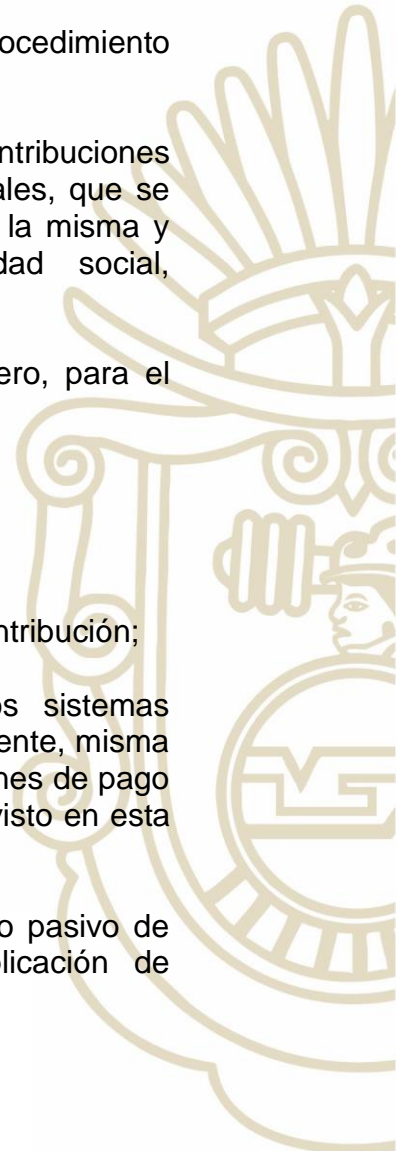 ocedimiento
ntribuciones
ales, que se
la misma y
dad social,
ero, para el
ntribución;
os sistemas
ente, misma
nes de pago
visto en esta
o pasivo de
olicación de